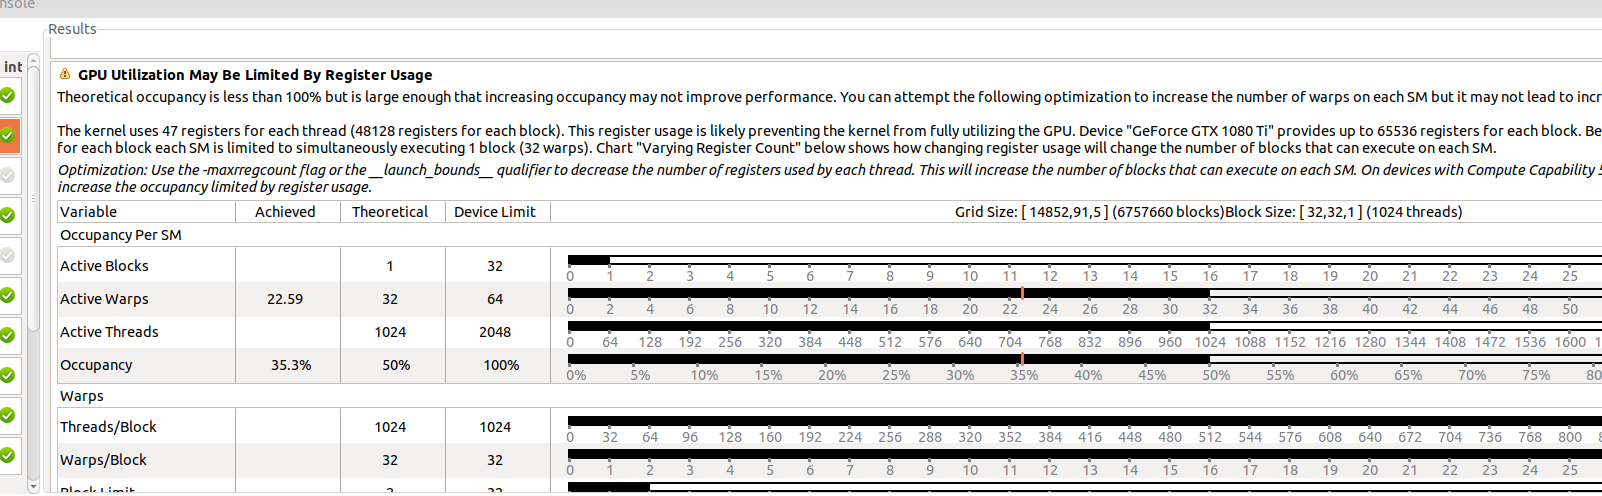 nsole
Results
int
GPU Utilization May Be Limited By Register Usage
Theoretical occupancy is less than 100% but is large enough that increasing occupancy may not improve performance. You can attempt the following optimization to increase the number of warps on each SM but it may not lead to incr
The kernel uses 47 registers for each thread (48128 registers for each block). This register usage is likely preventing the kernel from fully utilizing the GPU. Device "GeForce GTX 1080 Ti" provides up to 65536 registers for each block. Be
for each block each SM is limited to simultaneously executing 1 block (32 warps). Chart "Varying Register Count" below shows how changing register usage will change the number of blocks that can execute on each SM.
Optimization: Use the -maxrregcount flag or the __launch_bounds__ qualifier to decrease the number of registers used by each thread. This will increase the number of blocks that can execute on each SM. On devices with Compute Capability 5
increase the occupancy limited by register usage.
Variable Achieved Theoretical Device Limit Grid Size: [ 14852,91,5 ] (6757660 blocks)Block Size: [ 32,32,1 ] (1024 threads)
Occupancy Per SM
Active Blocks 1 32
0 1 2 3 4 5 6 7 8 9 10 11 12 13 14 15 16 17 18 19 20 21 22 23 24 25
Active Warps 22.59 32 64
0 2 4 6 8 10 12 14 16 18 20 22 24 26 28 30 32 34 36 38 40 42 44 46 48 50
Active Threads 1024 2048
0 64 128 192 256 320 384 448 512 576 640 704 768 832 896 960 1024 1088 1152 1216 1280 1344 1408 1472 1536 1600 1
Occupancy 35.3% 50% 100%
0% 5% 10% 15% 20% 25% 30% 35% 40% 45% 50% 55% 60% 65% 70% 75% 80
Warps
Threads/Block 1024 1024
0 32 64 96 128 160 192 224 256 288 320 352 384 416 448 480 512 544 576 608 640 672 704 736 768 800
Warps/Block 32 32
0 1 2 3 4 5 6 7 8 9 10 11 12 13 14 15 16 17 18 19 20 21 22 23 24 25
Block Limit 2 32